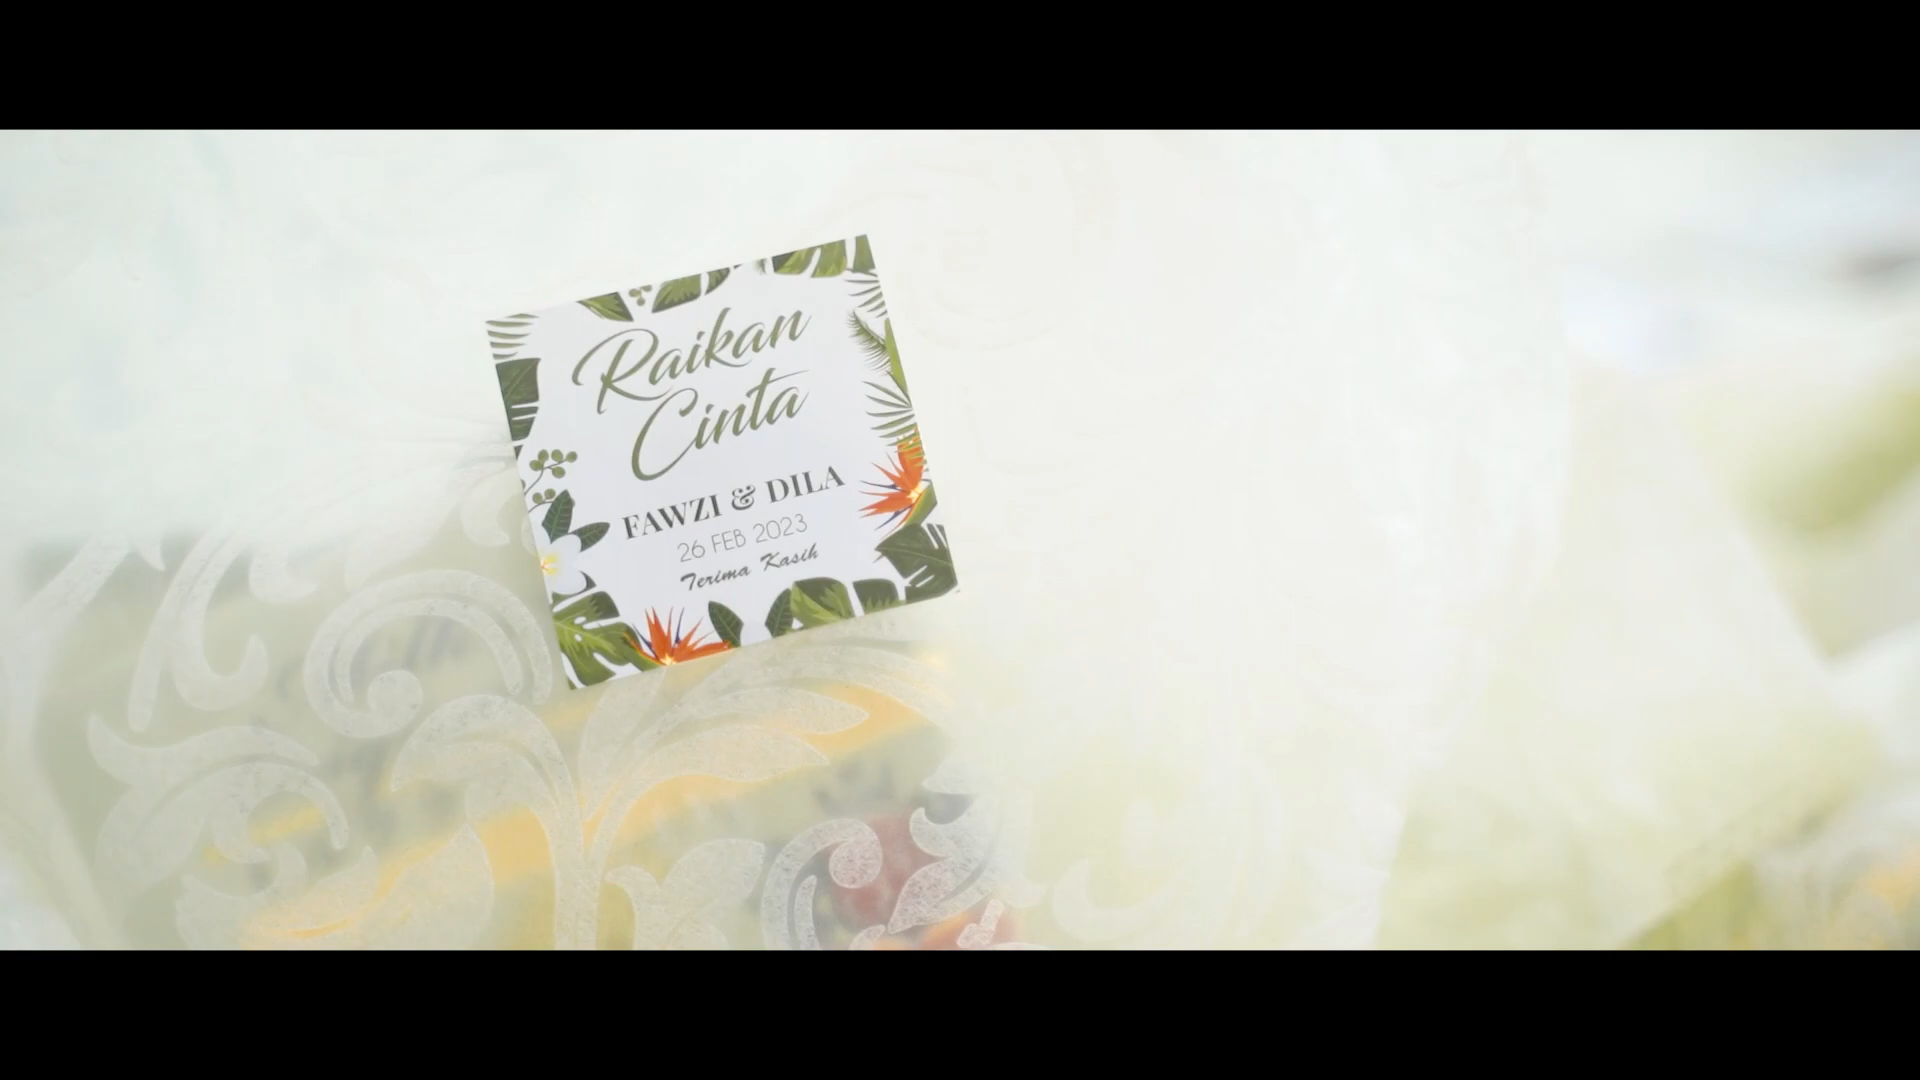 Raikan
Cinta
FAWZI & DILA
26 FEB 2023
Terima Kasih